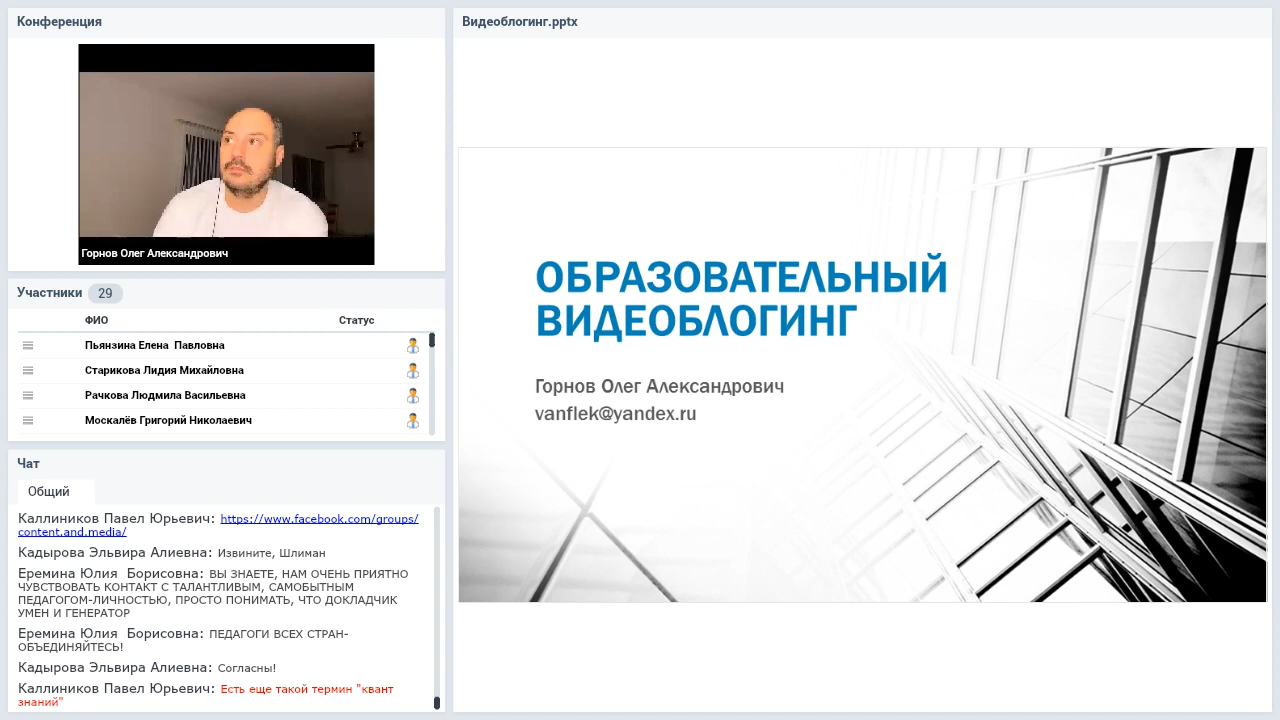 Конференция
Горнов Олег Александрович
Участники 29
ФИО Статус
Пьянзина Елена Павловна
Старикова Лидия Михайловна
Рачкова Людмила Васильевна
Москалёв Григорий Николаевич
Чат
Общий
Каллиников Павел Юрьевич: https://www.facebook.com/groups/
content.and.media/
Кадырова Эльвира Алиевна: Извините, Шлиман
Еремина Юлия Борисовна: ВЫ ЗНАЕТЕ, НАМ ОЧЕНЬ ПРИЯТНО
ЧУВСТВОВАТЬ КОНТАКТ С ТАЛАНТЛИВЫМ, САМОБЫТНЫМ
ПЕДАГОГОМ-ЛИЧНОСТЬЮ, ПРОСТО ПОНИМАТЬ, ЧТО ДОКЛАДЧИК
УМЕН И ГЕНЕРАТОР
Еремина Юлия Борисовна: ПЕДАГОГИ ВСЕХ СТРАН-
ОБЪЕДИНЯЙТЕСЬ!
Кадырова Эльвира Алиевна: Согласны!
Каллиников Павел Юрьевич: Есть еще такой термин "квант
знаний"
Видеоблогинг.pptx
ОБРАЗОВАТЕЛЬНЫЙ
ВИДЕОБЛОГИНГ
Горнов Олег Александрович
vanflek@yandex.ru